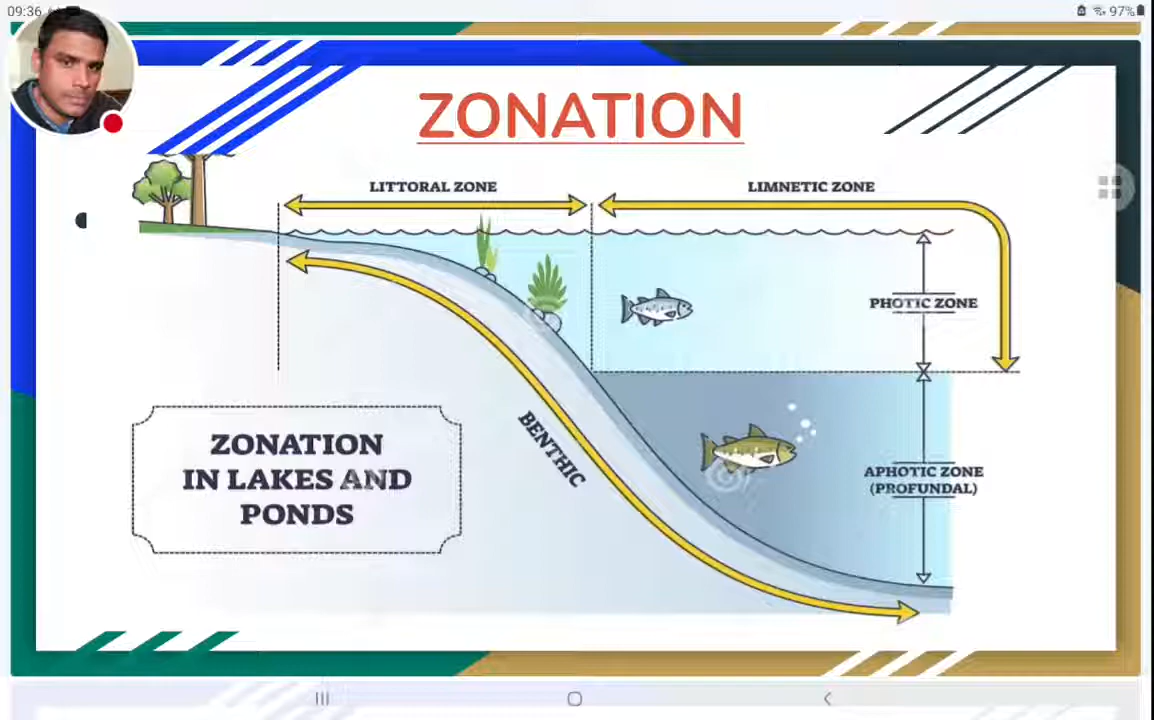 09:36
97%
ZONATION
LITTORAL ZONE
LIMNETIC ZONE
PHOTIC ZONE
BENTHIC
APHOTIC ZONE
(PROFUNDAL)
ZONATION
IN LAKES AND
PONDS